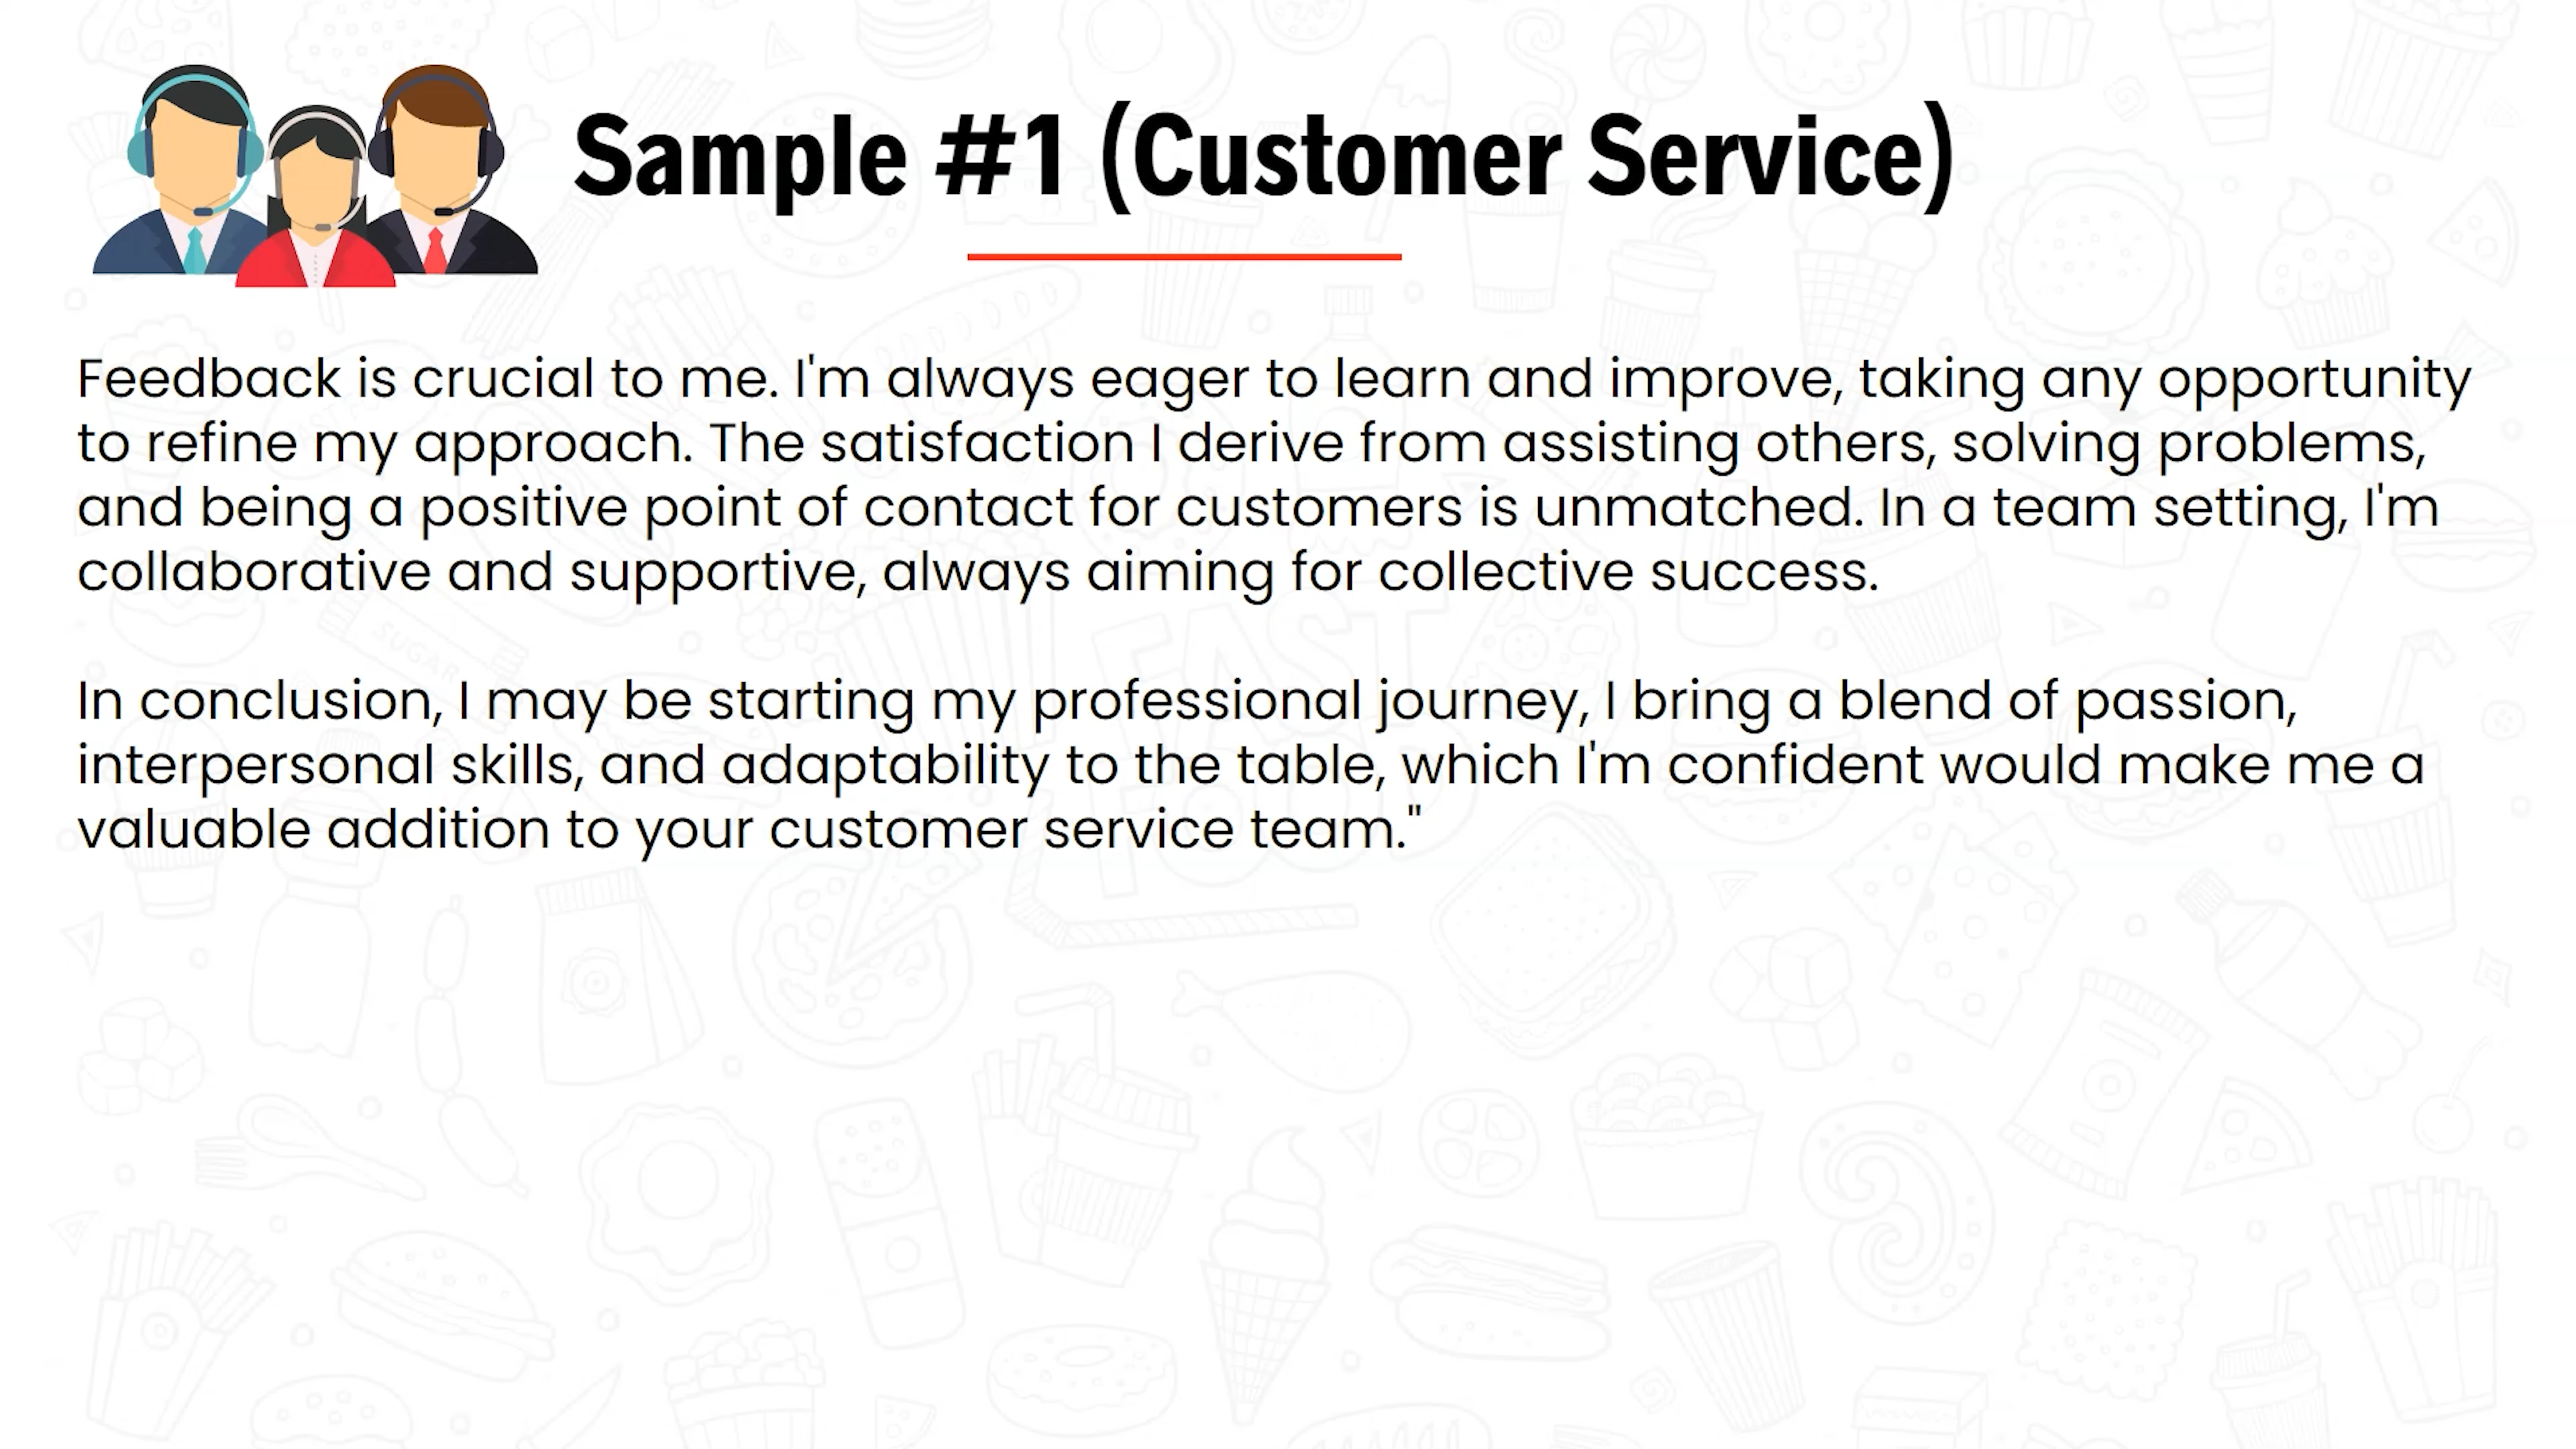 Sample #1 (Customer Service)
Feedback is crucial to me. I'm always eager to learn and improve, taking any opportunity
to refine my approach. The satisfaction I derive from assisting others, solving problems,
and being a positive point of contact for customers is unmatched. In a team setting, I'm
collaborative and supportive, always aiming for collective success.
In conclusion, I may be starting my professional journey, I bring a blend of passion,
interpersonal skills, and adaptability to the table, which I'm confident would make me a
valuable addition to your customer service team."
SUGAR
FAST
FOOD